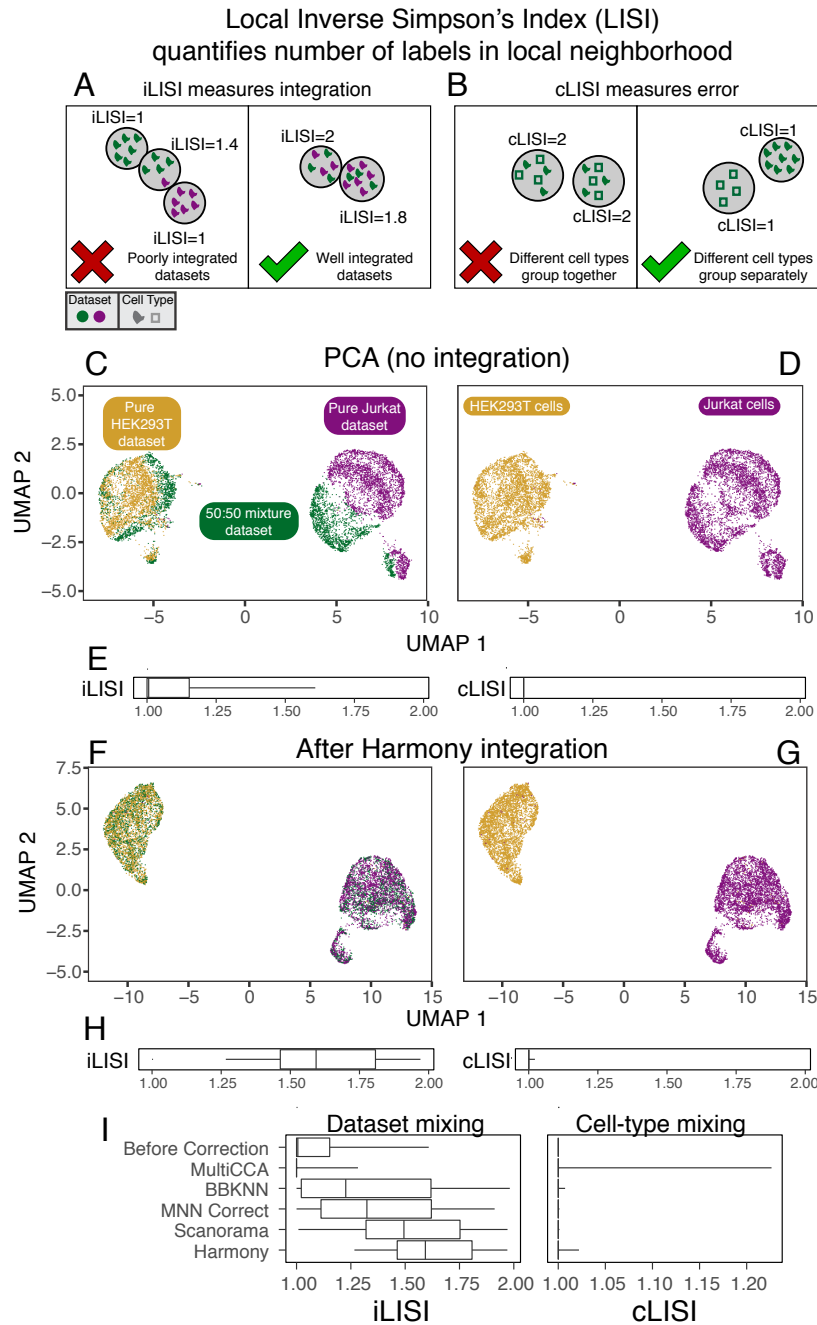 Local Inverse Simpson's Index (LISI)
quantifies number of labels in local neighborhood
A
iLISI measures integration
iLISI=1
iLISI=1.4
iLISI=1
Poorly integrated
datasets
iLISI=2
iLISI=1.8
Well integrated
datasets
B
cLISI measures error
cLISI=2
cLISI=2
Different cell types
group together
cLISI=1
cLISI=1
Different cell types
group separately
Dataset
Cell Type
PCA (no integration)
C
Pure
HEK293T
dataset
Pure Jurkat
dataset
50:50 mixture
dataset
D
HEK293T cells
Jurkat cells
UMAP 2
5.0
2.5
0.0
−2.5
−5.0
−5 0 5 10
−5 0 5 10
UMAP 1
E
iLISI
1.00 1.25 1.50 1.75 2.00
cLISI
1.00 1.25 1.50 1.75 2.00
After Harmony integration
F
G
UMAP 2
7.5
5.0
2.5
0.0
−2.5
−5.0
−10 −5 0 5 10 15
−10 −5 0 5 10 15
UMAP 1
H
iLISI
1.00 1.25 1.50 1.75 2.00
cLISI
1.00 1.25 1.50 1.75 2.00
I
Dataset mixing
Cell-type mixing
Before Correction
MultiCCA
BBKNN
MNN Correct
Scanorama
Harmony
1.00 1.25 1.50 1.75 2.00
iLISI
1.00 1.05 1.10 1.15 1.20
cLISI